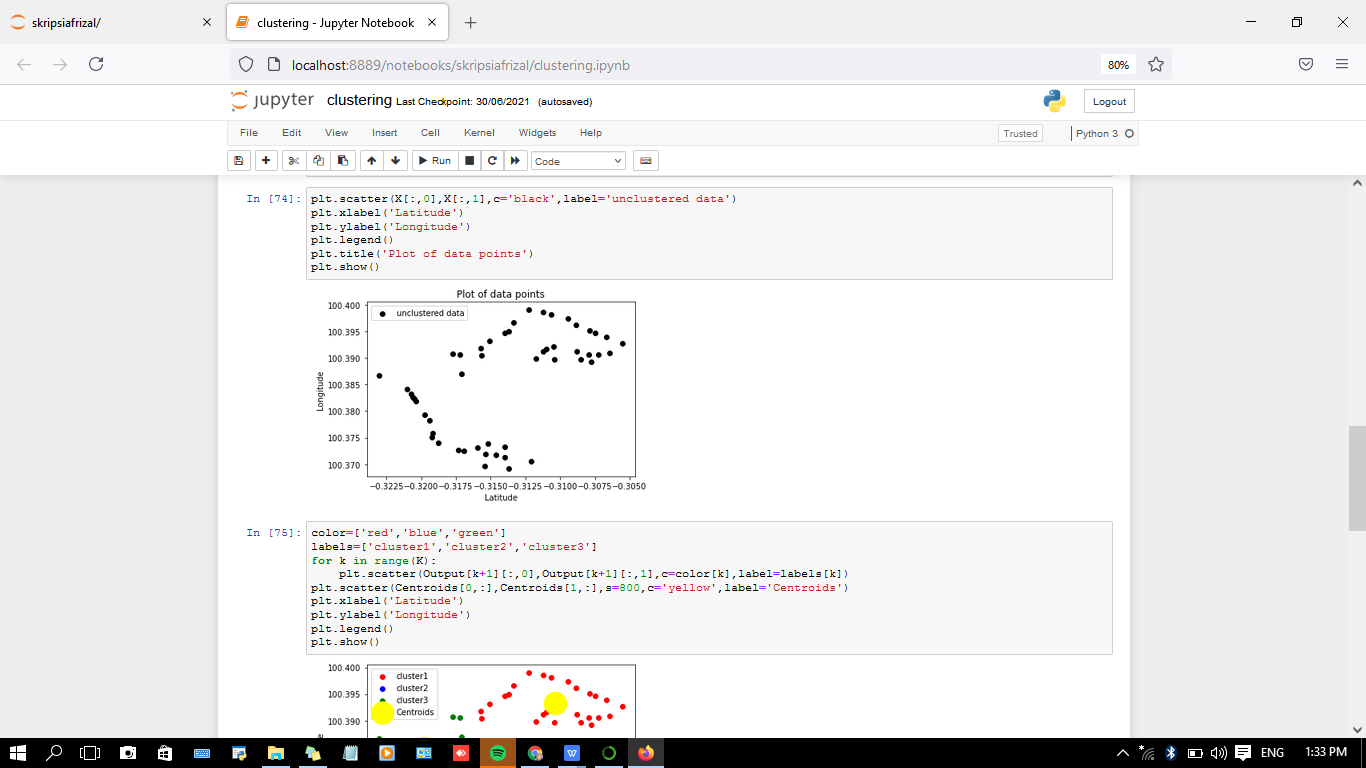 skripsiafrizal/
clustering - Jupyter Notebook
localhost:8889/notebooks/skripsiafrizal/clustering.ipynb
80%
jupyter clustering Last Checkpoint: 30/06/2021 (autosaved)
Logout
File Edit View Insert Cell Kernel Widgets Help
Trusted
Python 3
Run
Code
In [74]:
plt.scatter(X[:,0],X[:,1],c='black',label='unclustered data')
plt.xlabel('Latitude')
plt.ylabel('Longitude')
plt.legend()
plt.title('Plot of data points')
plt.show()
Plot of data points
unclustered data
100.400
100.395
100.390
100.385
100.380
100.375
100.370
Longitude
−0.3225 −0.3200 −0.3175 −0.3150 −0.3125 −0.3100 −0.3075 −0.3050
Latitude
In [75]:
color=['red','blue','green']
labels=['cluster1','cluster2','cluster3']
for k in range(K):
    plt.scatter(Output[k+1][:,0],Output[k+1][:,1],c=color[k],label=labels[k])
plt.scatter(Centroids[0,:],Centroids[1,:],s=800,c='yellow',label='Centroids')
plt.xlabel('Latitude')
plt.ylabel('Longitude')
plt.legend()
plt.show()
100.400
100.395
100.390
cluster1
cluster2
cluster3
Centroids
ENG
1:33 PM